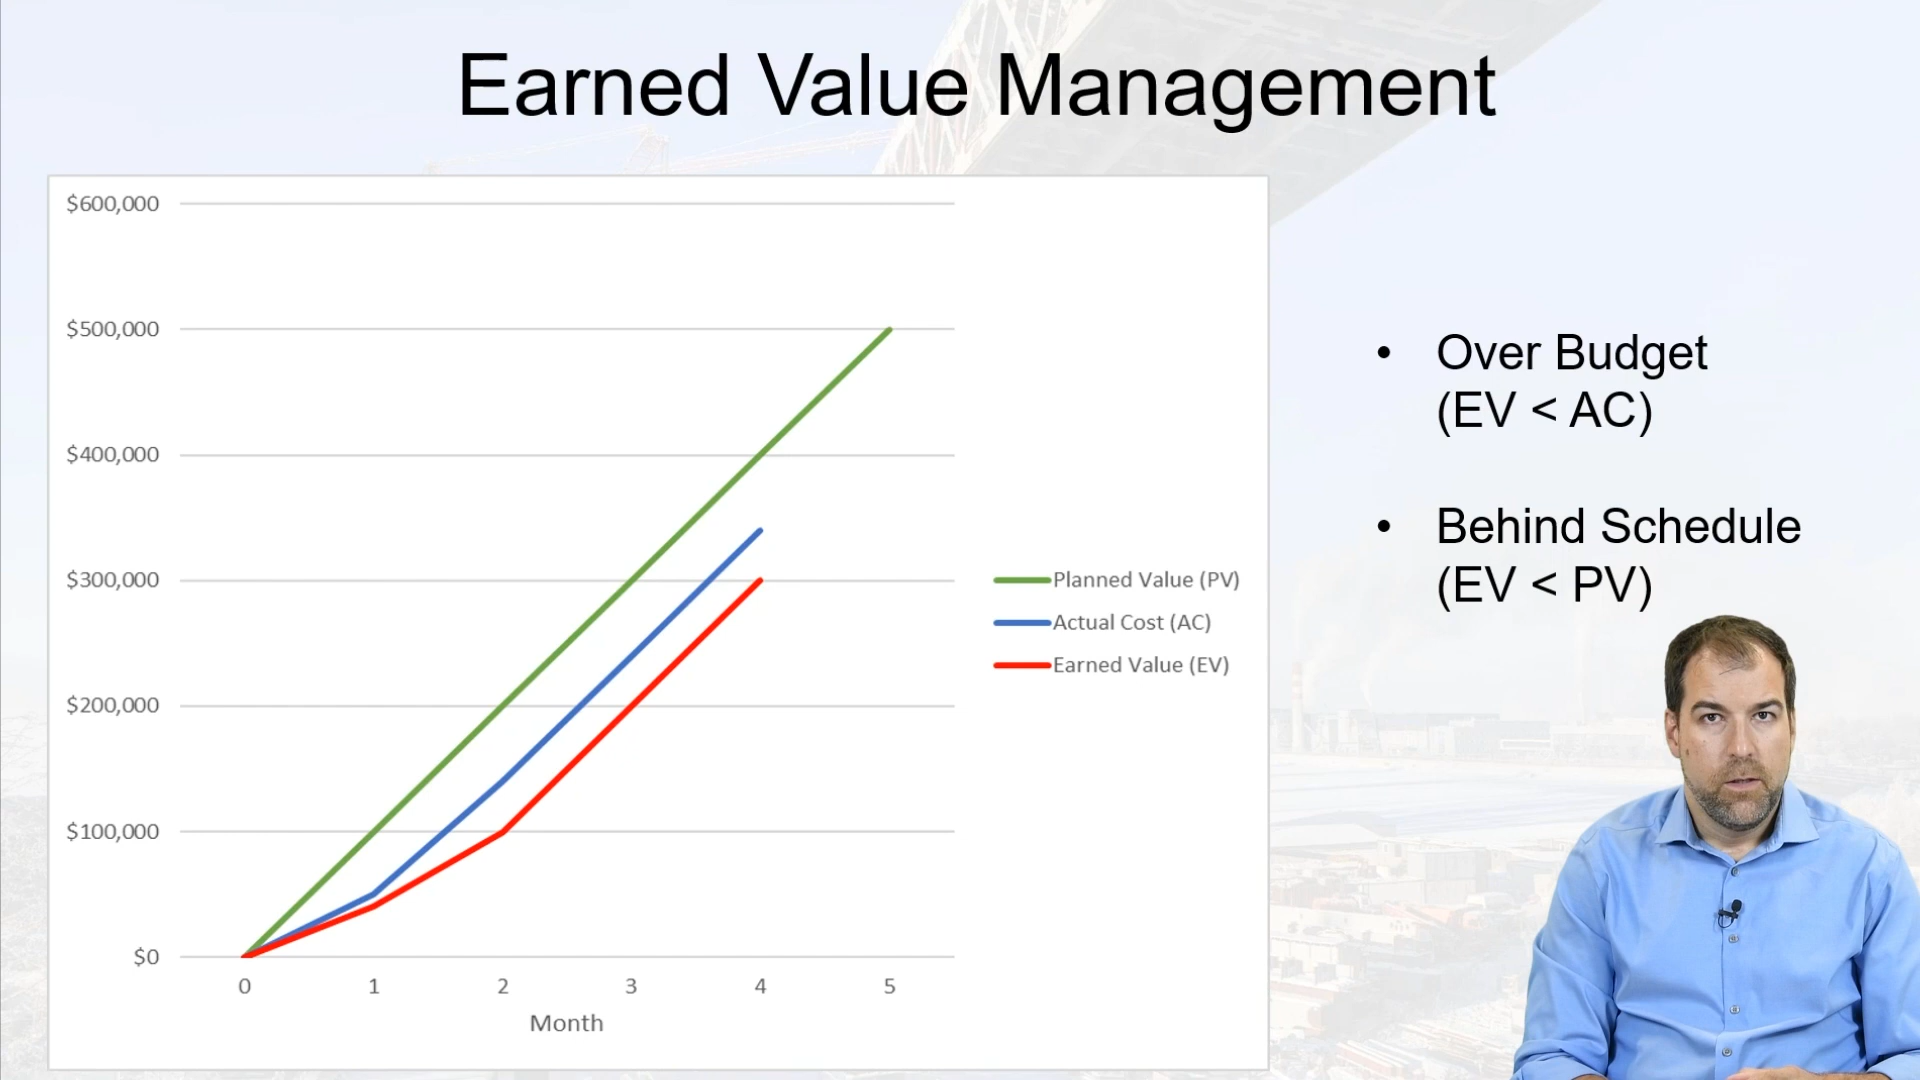 Earned Value Management
$600,000
$500,000
$400,000
$300,000
$200,000
$100,000
$0
0 1 2 3 4 5
Month
Planned Value (PV)
Actual Cost (AC)
Earned Value (EV)
• Over Budget
(EV < AC)
• Behind Schedule
(EV < PV)